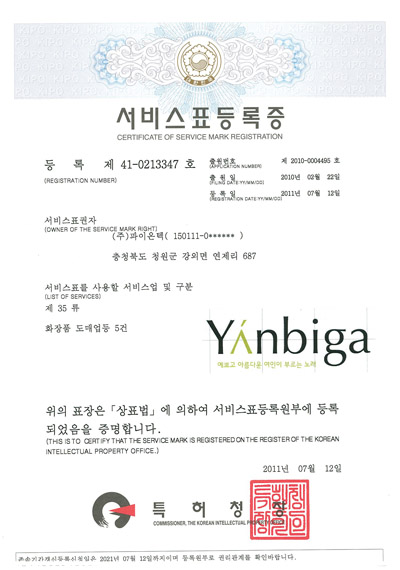 서비스표등록증
CERTIFICATE OF SERVICE MARK REGISTRATION
등 록 제 41-0213347 호
(REGISTRATION NUMBER)
출원번호 제 2010-0004495 호
(APPLICATION NUMBER)
출 원 일 2010년 02월 22일
(FILING DATE:YY/MM/DD)
등 록 일 2011년 07월 12일
(REGISTRATION DATE:YY/MM/DD)
서비스표권자
(OWNER OF THE SERVICE MARK RIGHT)
(주)파이온텍( 150111-0****** )
충청북도 청원군 강외면 연제리 687
서비스표를 사용할 서비스업 및 구분
(LIST OF SERVICES)
제 35 류
화장품 도매업등 5건
Yanbiga
여보고 아름다운 여인이 부르는 노래
위의 표장은「상표법」에 의하여 서비스표등록원부에 등록
되었음을 증명합니다.
(THIS IS TO CERTIFY THAT THE SERVICE MARK IS REGISTERED ON THE REGISTER OF THE KOREAN
INTELLECTUAL PROPERTY OFFICE.)
2011년 07월 12일
특 허 청 장
COMMISSIONER, THE KOREAN INTELLECTUAL PROPERTY OFFICE
존속기간갱신등록신청일은 2021년 07월 12일까지이며 등록원부로 권리관계를 확인바랍니다.